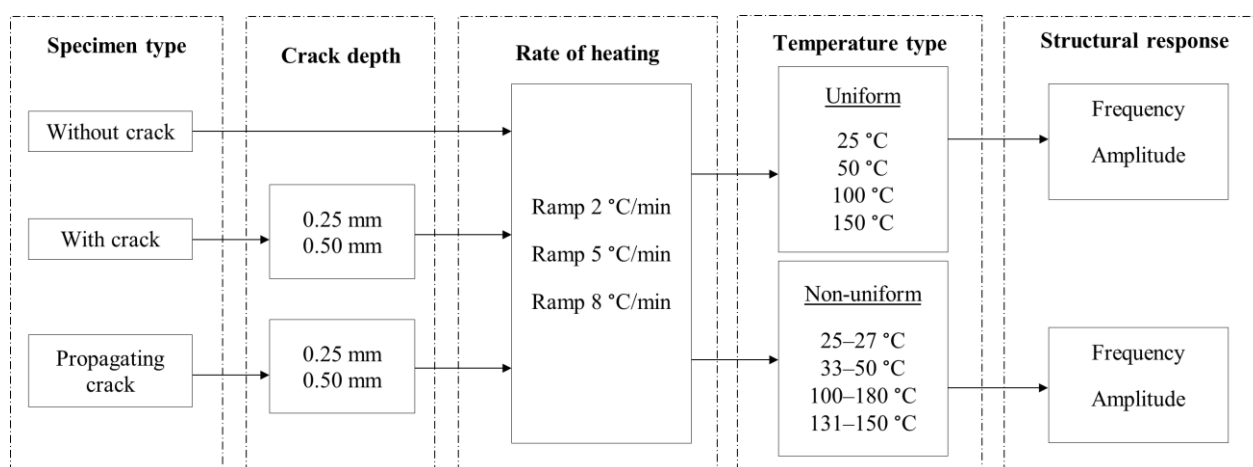 Specimen type
Without crack
With crack
Propagating
crack
Crack depth
0.25 mm
0.50 mm
0.25 mm
0.50 mm
Rate of heating
Ramp 2 °C/min
Ramp 5 °C/min
Ramp 8 °C/min
Temperature type
Uniform
25 °C
50 °C
100 °C
150 °C
Non-uniform
25–27 °C
33–50 °C
100–180 °C
131–150 °C
Structural response
Frequency
Amplitude
Frequency
Amplitude